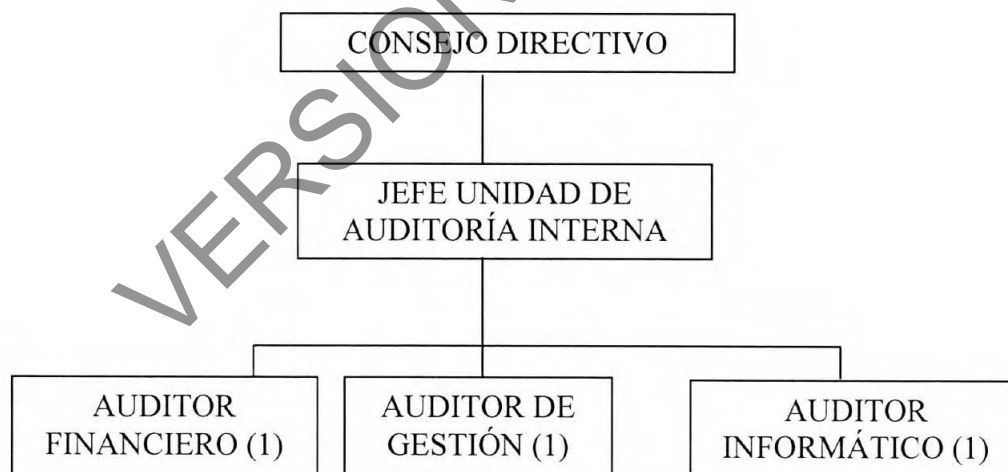 CONSEJO DIRECTIVO
JEFE UNIDAD DE
AUDITORÍA INTERNA
AUDITOR
FINANCIERO (1)
AUDITOR DE
GESTIÓN (1)
AUDITOR
INFORMÁTICO (1)